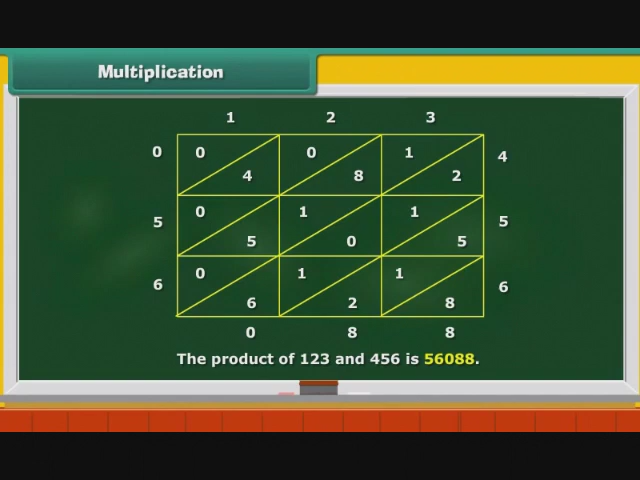 Multiplication
1 2 3
0 0 0 1 4
4 8 2
5 0 1 1 5
5 0 5
6 0 1 1 6
6 2 8
0 8 8
The product of 123 and 456 is 56088.